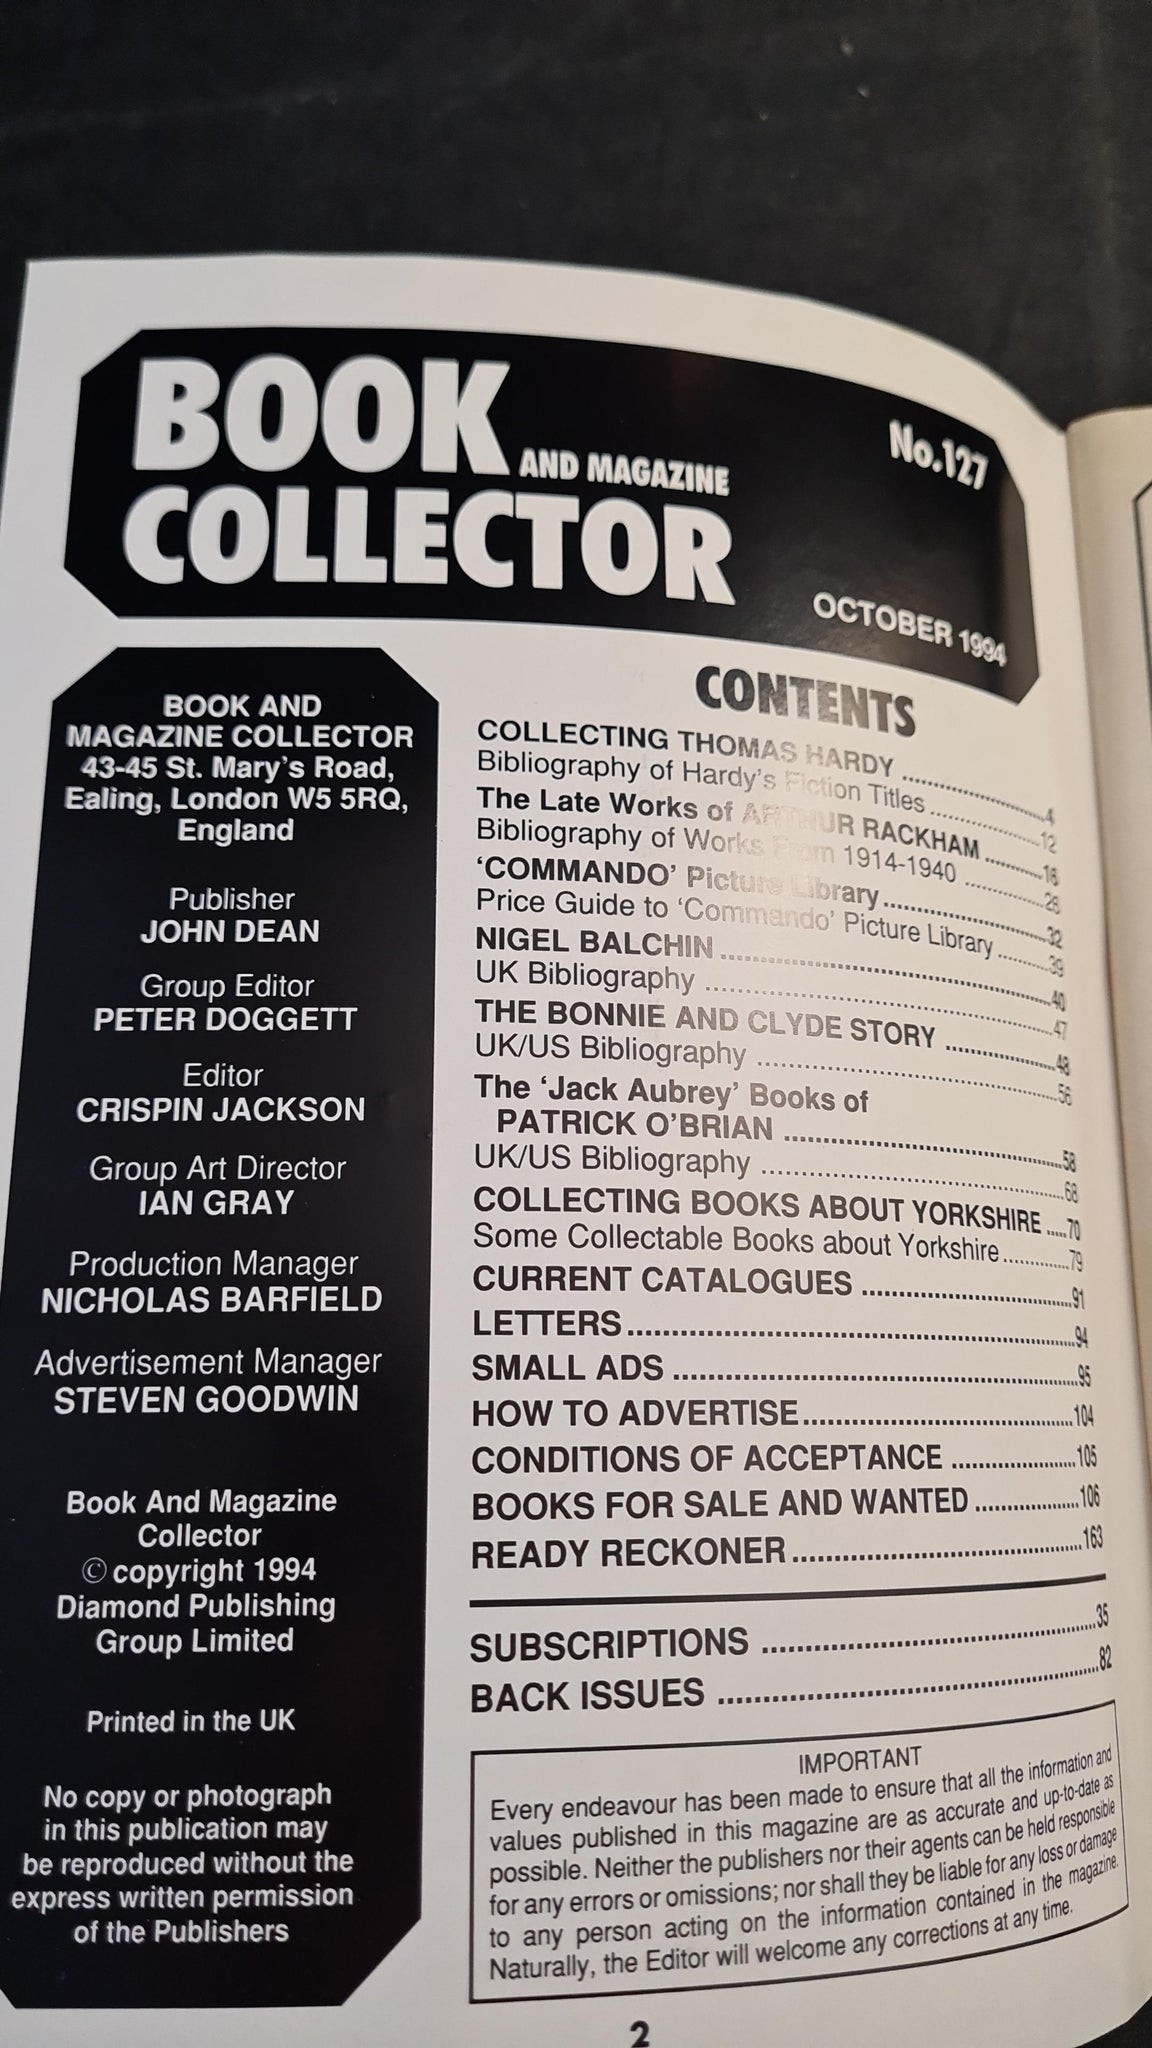 BOOK
AND MAGAZINE
COLLECTOR
No.127
OCTOBER 1994
BOOK AND
MAGAZINE COLLECTOR
43-45 St. Mary's Road,
Ealing, London W5 5RQ,
England
Publisher
JOHN DEAN
Group Editor
PETER DOGGETT
Editor
CRISPIN JACKSON
Group Art Director
IAN GRAY
Production Manager
NICHOLAS BARFIELD
Advertisement Manager
STEVEN GOODWIN
Book And Magazine
Collector
© copyright 1994
Diamond Publishing
Group Limited
Printed in the UK
No copy or photograph
in this publication may
be reproduced without the
express written permission
of the Publishers
CONTENTS
COLLECTING THOMAS HARDY ..................4
Bibliography of Hardy's Fiction Titles ..............12
The Late Works of ARTHUR RACKHAM .........16
Bibliography of Works From 1914-1940 ............26
'COMMANDO' Picture Library......................32
Price Guide to 'Commando' Picture Library.........39
NIGEL BALCHIN ......................................40
UK Bibliography ......................................47
THE BONNIE AND CLYDE STORY ................48
UK/US Bibliography .................................56
The 'Jack Aubrey' Books of
PATRICK O'BRIAN ...................................58
UK/US Bibliography .................................68
COLLECTING BOOKS ABOUT YORKSHIRE .....70
Some Collectable Books about Yorkshire............79
CURRENT CATALOGUES ...........................91
LETTERS...............................................94
SMALL ADS ..........................................95
HOW TO ADVERTISE................................104
CONDITIONS OF ACCEPTANCE ..................105
BOOKS FOR SALE AND WANTED ................106
READY RECKONER.................................163
SUBSCRIPTIONS .....................................35
BACK ISSUES ........................................82
IMPORTANT
Every endeavour has been made to ensure that all the information and
values published in this magazine are as accurate and up-to-date as
possible. Neither the publishers nor their agents can be held responsible
for any errors or omissions; nor shall they be liable for any loss or damage
to any person acting on the information contained in the magazine.
Naturally, the Editor will welcome any corrections at any time.
2